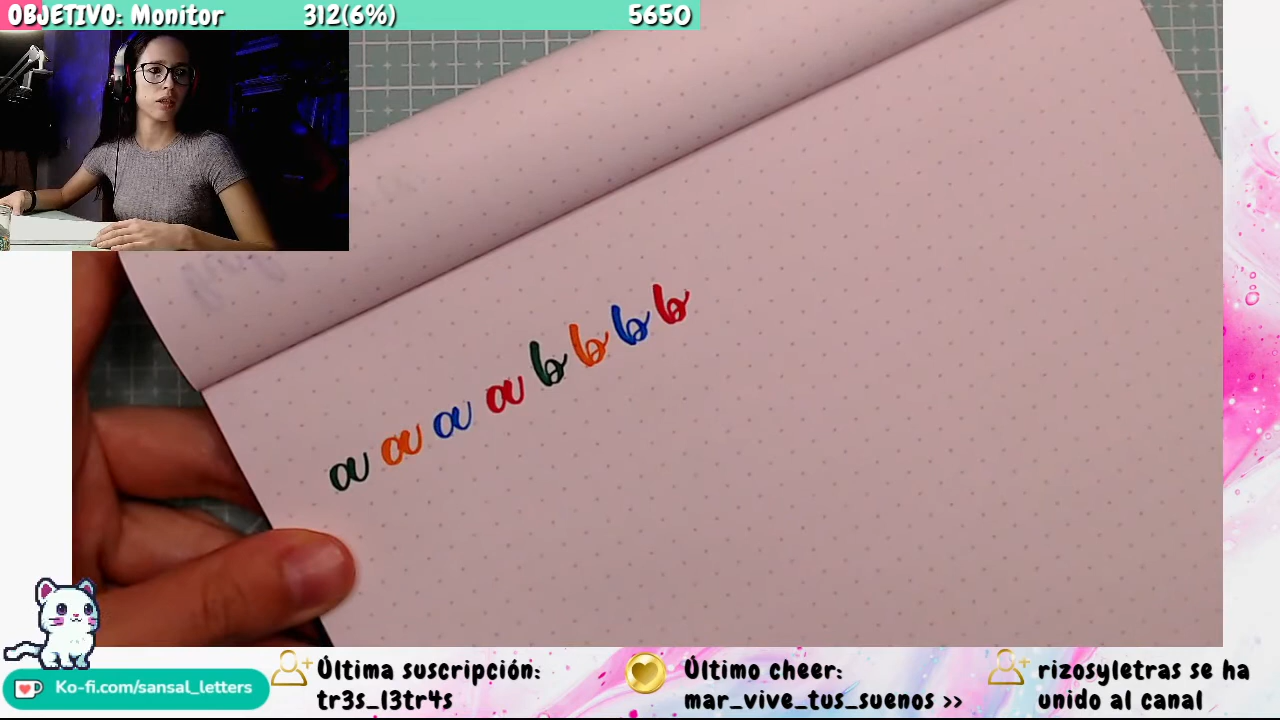 OBJETIVO: Monitor 312(6%) 5650
a a a a b b b b
Ko-fi.com/sansal_letters
Última suscripción:
tr3s_l3tr4s
Último cheer:
mar_vive_tus_suenos >>
rizosyletras se ha
unido al canal